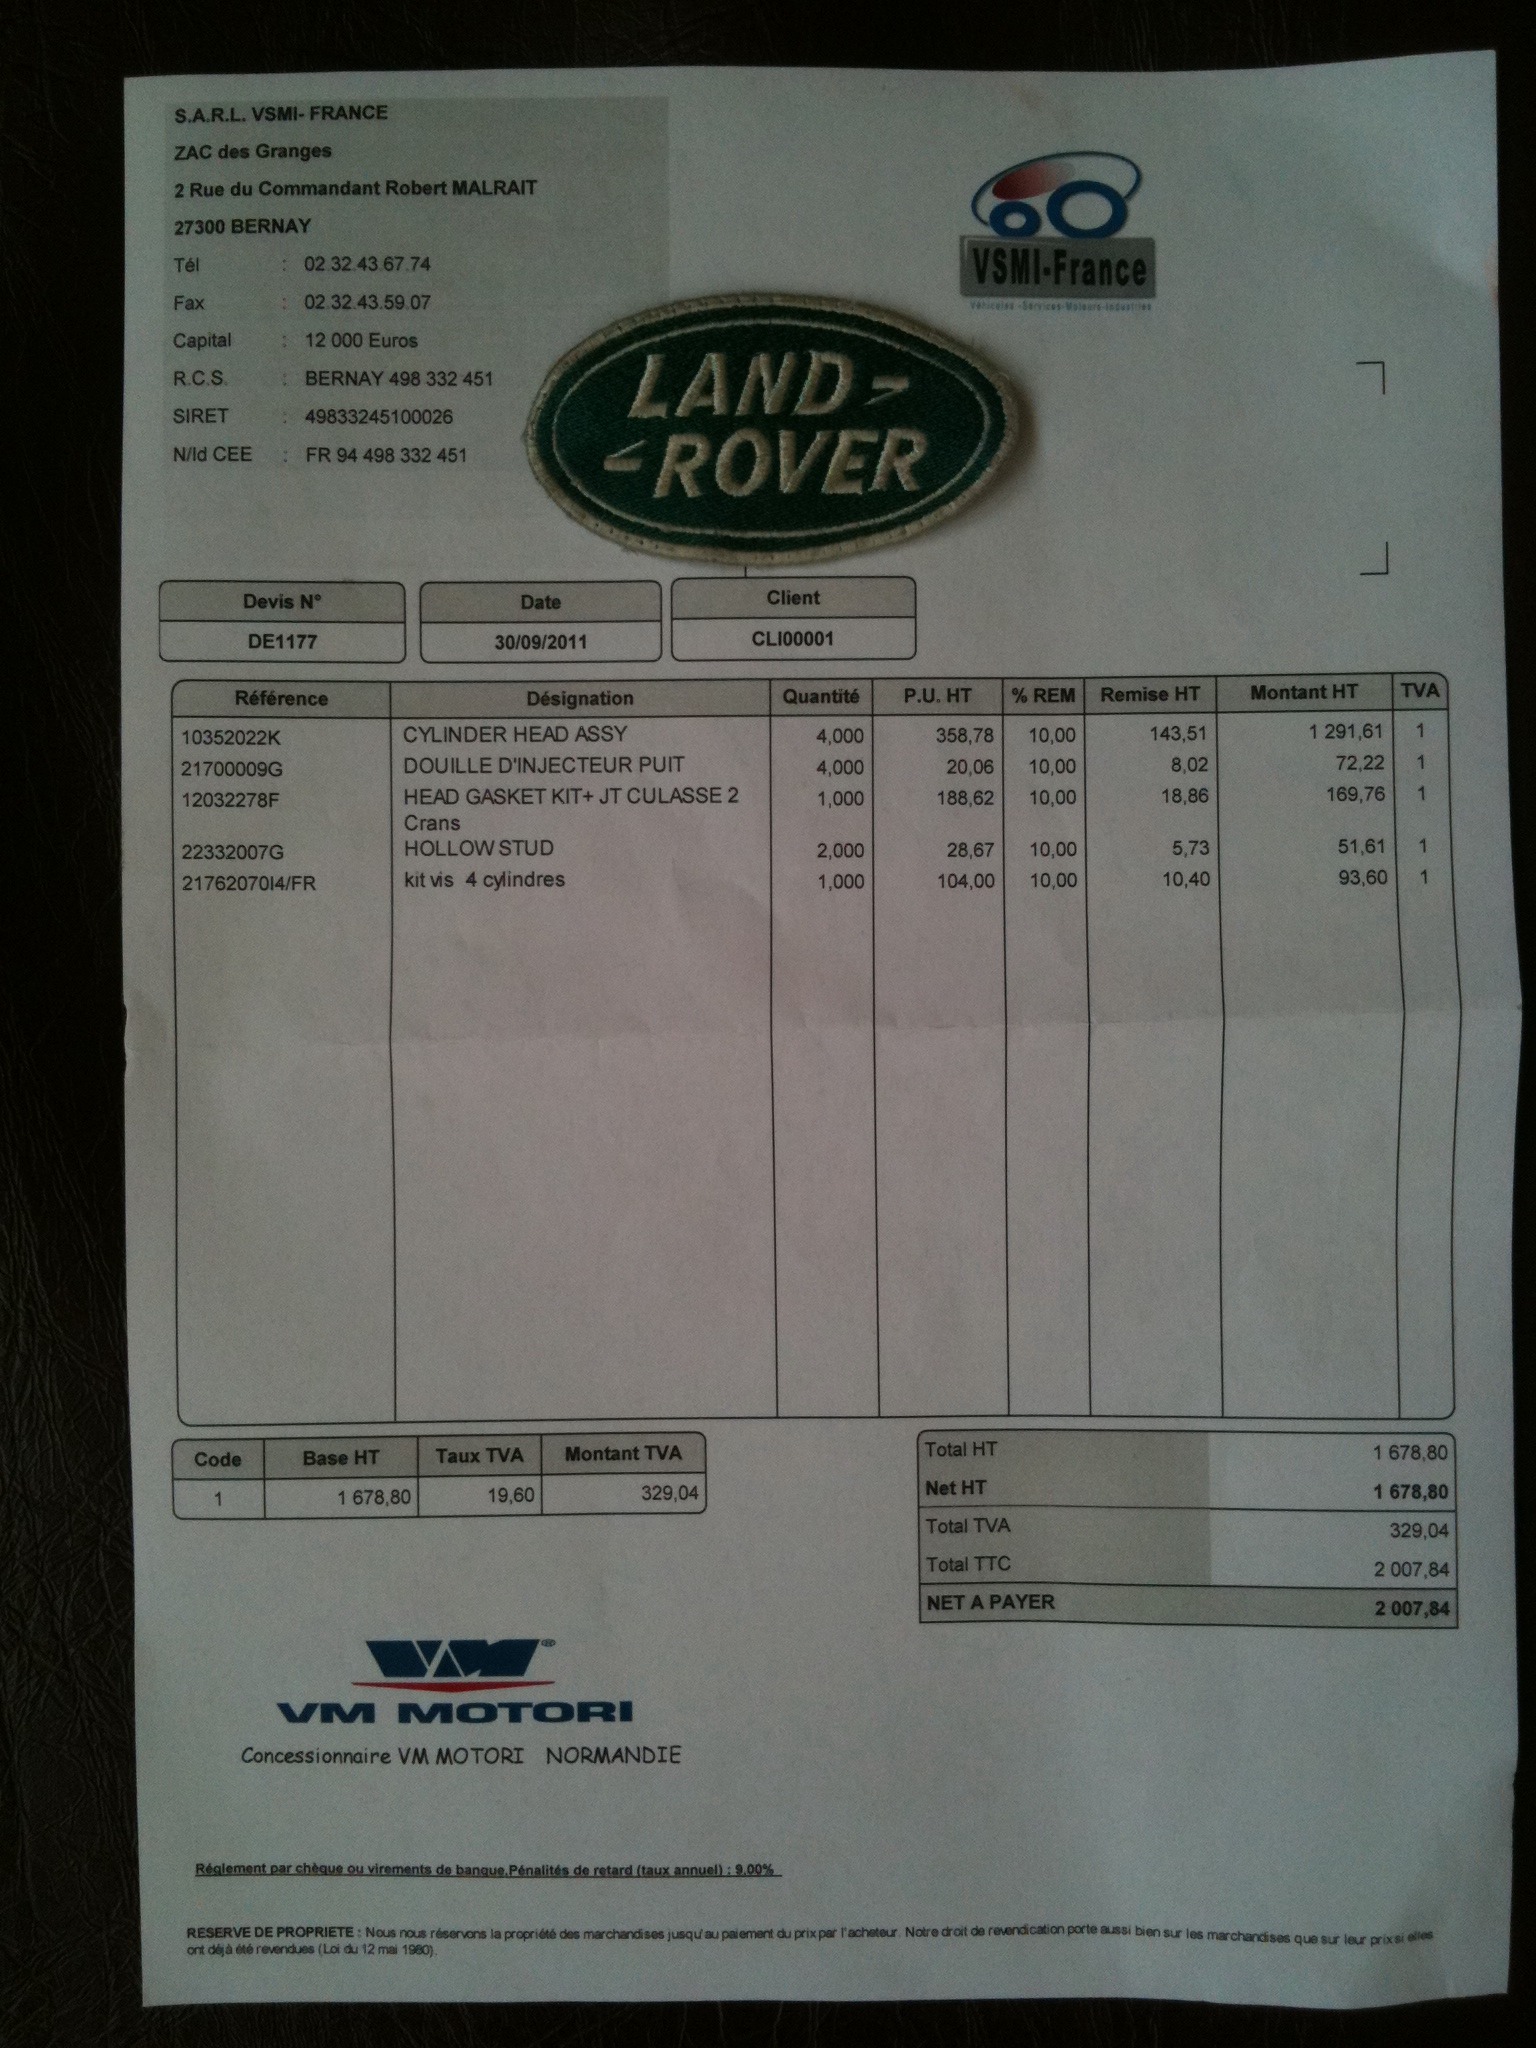 S.A.R.L. VSMI- FRANCE
ZAC des Granges
2 Rue du Commandant Robert MALRAIT
27300 BERNAY
Tél : 02.32.43.67.74
Fax : 02.32.43.59.07
Capital : 12 000 Euros
R.C.S. : BERNAY 498 332 451
SIRET : 49833245100026
N/Id CEE : FR 94 498 332 451
VSMI-France
Véhicules -Services-Moteurs-Industries
LAND-
-ROVER
Devis N° Date Client
DE1177 30/09/2011 CLI00001
Référence Désignation Quantité P.U. HT % REM Remise HT Montant HT TVA
10352022K CYLINDER HEAD ASSY 4,000 358,78 10,00 143,51 1 291,61 1
21700009G DOUILLE D'INJECTEUR PUIT 4,000 20,06 10,00 8,02 72,22 1
12032278F HEAD GASKET KIT+ JT CULASSE 2 1,000 188,62 10,00 18,86 169,76 1
Crans
22332007G HOLLOW STUD 2,000 28,67 10,00 5,73 51,61 1
21762070I4/FR kit vis 4 cylindres 1,000 104,00 10,00 10,40 93,60 1
Code Base HT Taux TVA Montant TVA
1 1 678,80 19,60 329,04
Total HT 1 678,80
Net HT 1 678,80
Total TVA 329,04
Total TTC 2 007,84
NET A PAYER 2 007,84
VM®
VM MOTORI
Concessionnaire VM MOTORI NORMANDIE
Réglement par chèque ou virements de banque.Pénalités de retard (taux annuel) : 9,00%
RESERVE DE PROPRIETE : Nous nous réservons la propriété des marchandises jusqu'au paiement du prix par l'acheteur. Notre droit de revendication porte aussi bien sur les marchandises que sur leur prix si elles
ont déjà été revendues (Loi du 12 mai 1980).